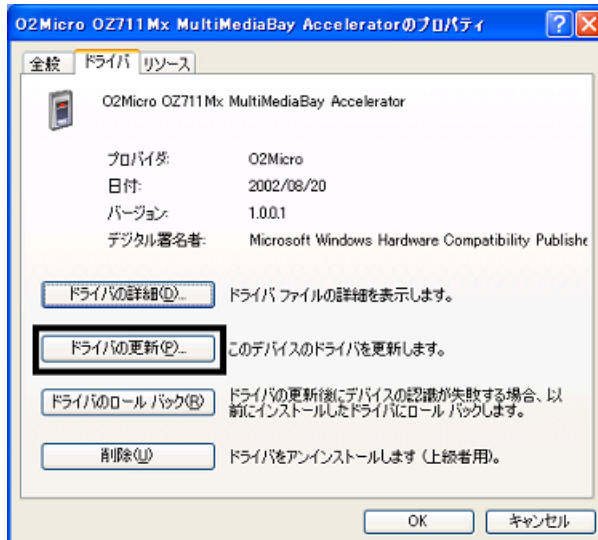 O2Micro OZ711Mx MultiMediaBay Acceleratorのプロパティ
全般 ドライバ リソース
O2Micro OZ711Mx MultiMediaBay Accelerator
プロバイダ: O2Micro
日付: 2002/08/20
バージョン: 1.0.0.1
デジタル署名者: Microsoft Windows Hardware Compatibility Publishe
ドライバの詳細(D)... ドライバ ファイルの詳細を表示します。
ドライバの更新(P)... このデバイスのドライバを更新します。
ドライバのロール バック(R) ドライバの更新後にデバイスの認識が失敗する場合、以
前にインストールしたドライバにロール バックします。
削除(U) ドライバをアンインストールします (上級者用)。
OK キャンセル